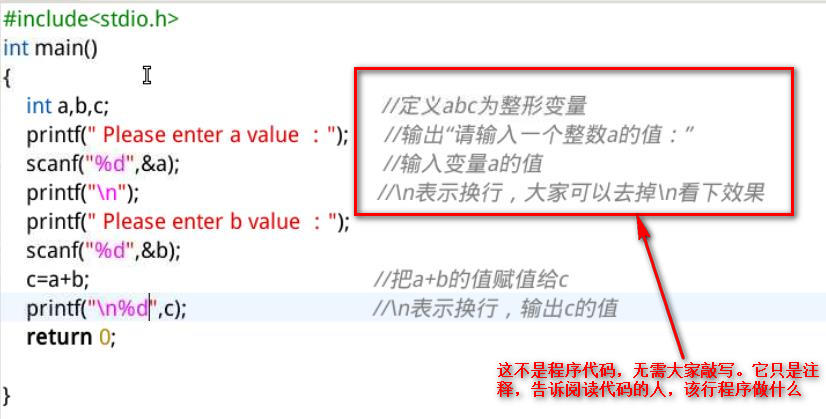 #include<stdio.h>
int main()
{
int a,b,c; //定义abc为整形变量
printf(" Please enter a value ："); //输出“请输入一个整数a的值：”
scanf("%d",&a); //输入变量a的值
printf("\n"); //\n表示换行，大家可以去掉\n看下效果
printf(" Please enter b value ：");
scanf("%d",&b);
c=a+b; //把a+b的值赋值给c
printf("\n%d",c); //\n表示换行，输出c的值
return 0;
}
这不是程序代码，无需大家敲写。它只是注
释，告诉阅读代码的人，该行程序做什么